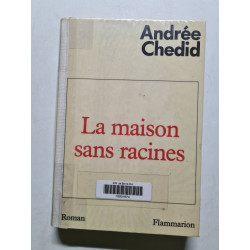 Andrée
Chedid
La maison
sans racines
Roman
Flammarion